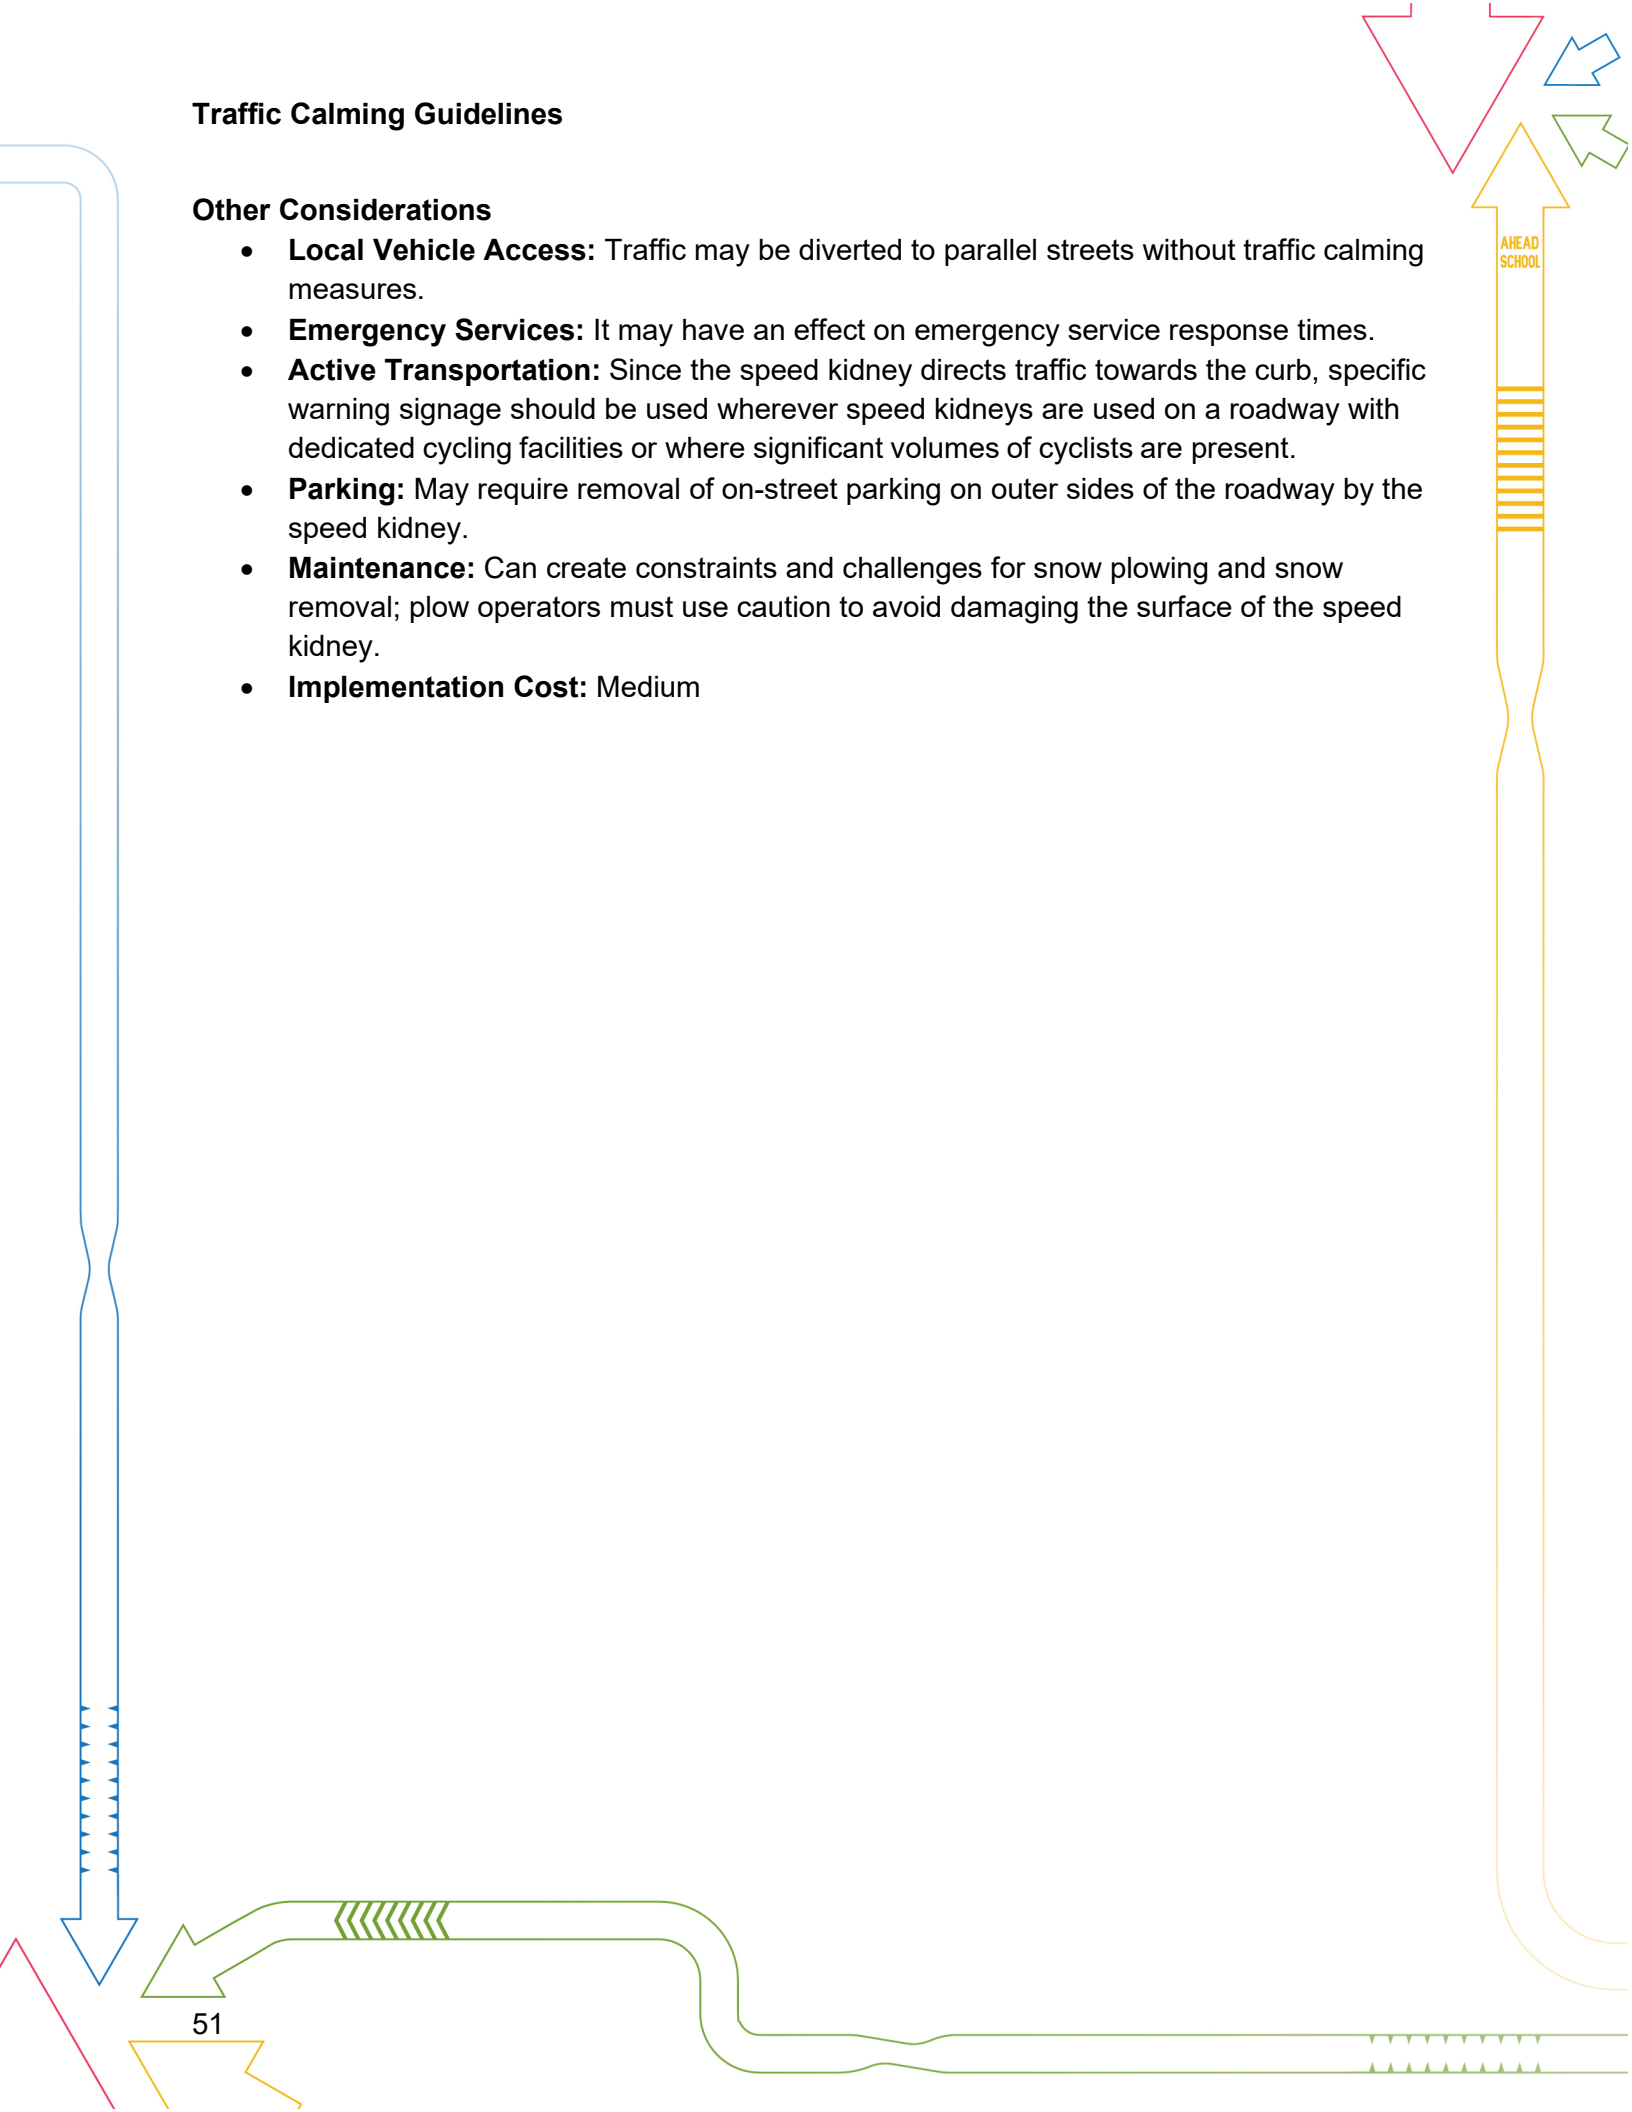 Traffic Calming Guidelines
Other Considerations
• Local Vehicle Access: Traffic may be diverted to parallel streets without traffic calming
measures.
• Emergency Services: It may have an effect on emergency service response times.
• Active Transportation: Since the speed kidney directs traffic towards the curb, specific
warning signage should be used wherever speed kidneys are used on a roadway with
dedicated cycling facilities or where significant volumes of cyclists are present.
• Parking: May require removal of on-street parking on outer sides of the roadway by the
speed kidney.
• Maintenance: Can create constraints and challenges for snow plowing and snow
removal; plow operators must use caution to avoid damaging the surface of the speed
kidney.
• Implementation Cost: Medium
AHEAD
SCHOOL
51